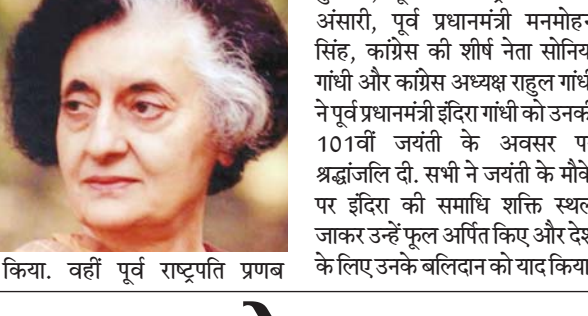 किया. वहीं पूर्व राष्ट्रपति प्रणब
अंसारी, पूर्व प्रधानमंत्री मनमोहन
सिंह, कांग्रेस की शीर्ष नेता सोनिया
गांधी और कांग्रेस अध्यक्ष राहुल गांधी
ने पूर्व प्रधानमंत्री इंदिरा गांधी को उनकी
101वीं जयंती के अवसर पर
श्रद्धांजलि दी. सभी ने जयंती के मौके
पर इंदिरा की समाधि शक्ति स्थल
जाकर उन्हें फूल अर्पित किए और देश
के लिए उनके बलिदान को याद किया